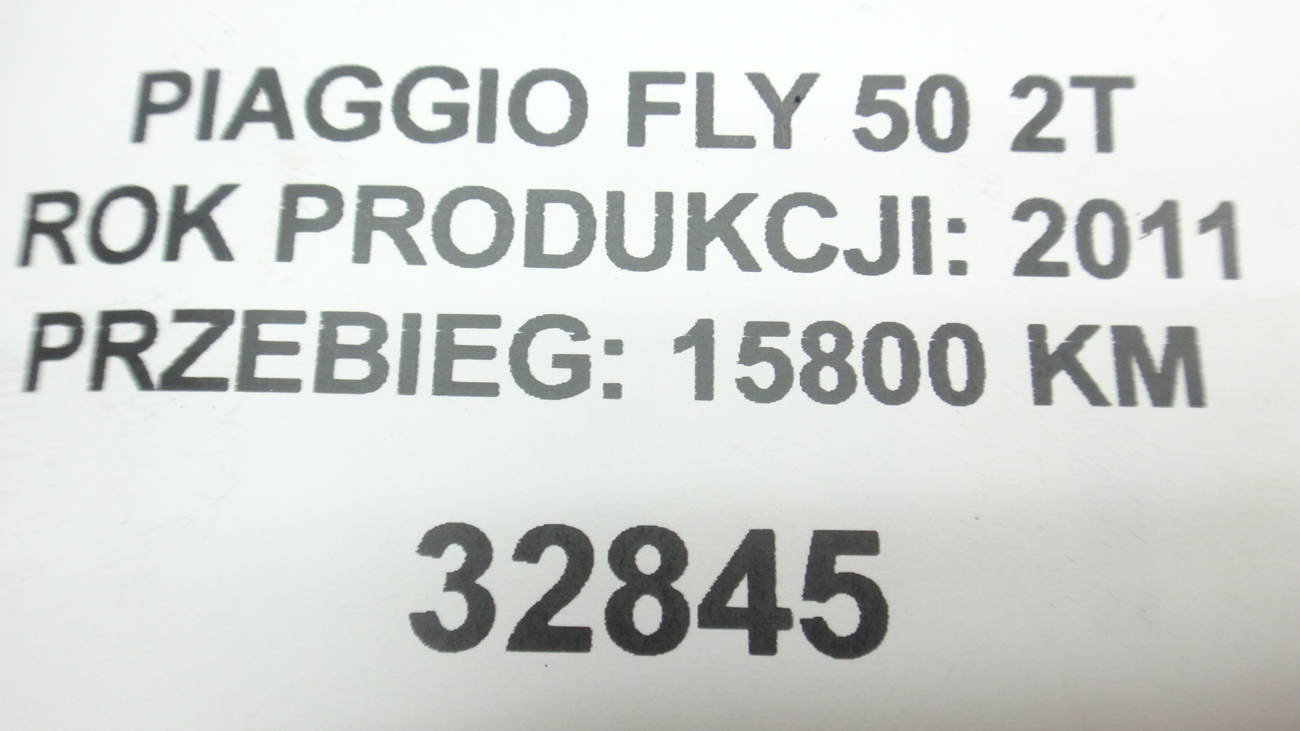 PIAGGIO FLY 50 2T
ROK PRODUKCJI: 2011
PRZEBIEG: 15800 KM
32845